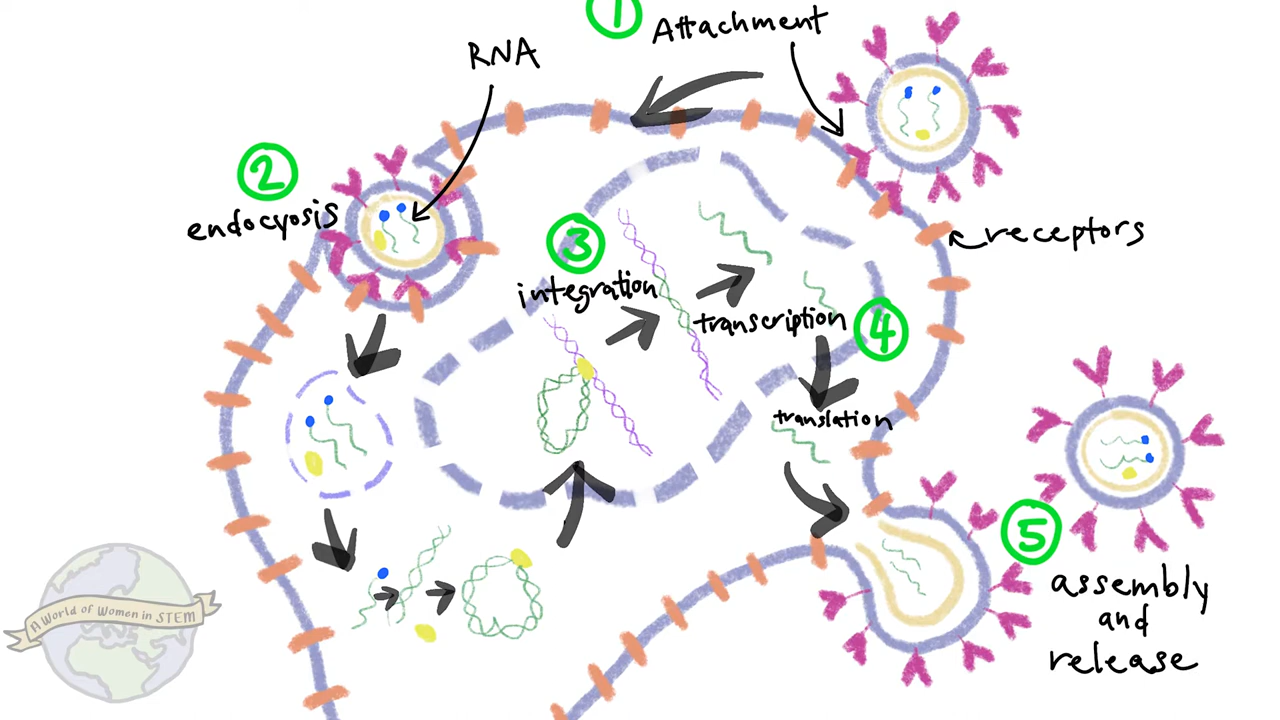 1
Attachment
RNA
2
endocyosis
receptors
3
integration
transcription
4
translation
5
assembly
and
release
A World of Women in STEM